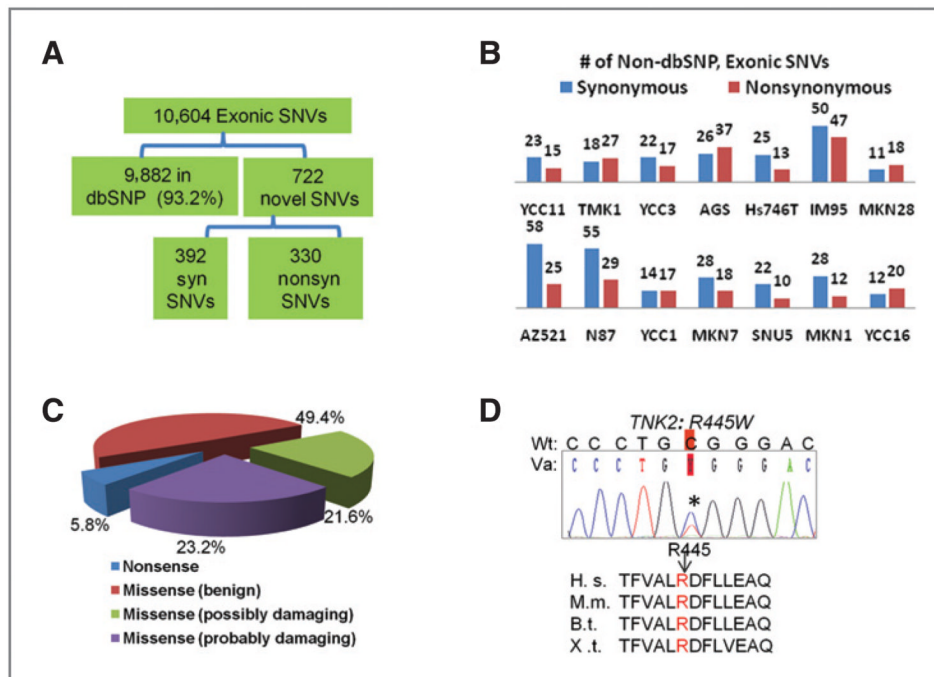 A
10,604 Exonic SNVs
9,882 in
dbSNP (93.2%)
722
novel SNVs
392
syn
SNVs
330
nonsyn
SNVs
B
# of Non-dbSNP, Exonic SNVs
Synonymous Nonsynonymous
23 15 18 27 22 17 26 37 25 13 50 47 11 18
YCC11 TMK1 YCC3 AGS Hs746T IM95 MKN28
58 25 55 29 14 17 28 18 22 10 28 12 12 20
AZ521 N87 YCC1 MKN7 SNU5 MKN1 YCC16
C
49.4%
21.6%
23.2%
5.8%
Nonsense
Missense (benign)
Missense (possibly damaging)
Missense (probably damaging)
D
TNK2: R445W
Wt: C C C T G C G G G A C
Va: C C C T G Y G G G A C
*
R445
H. s. TFVALRDFLLEAQ
M.m. TFVALRDFLLEAQ
B.t. TFVALRDFLLEAQ
X .t. TFVALRDFLVEAQ